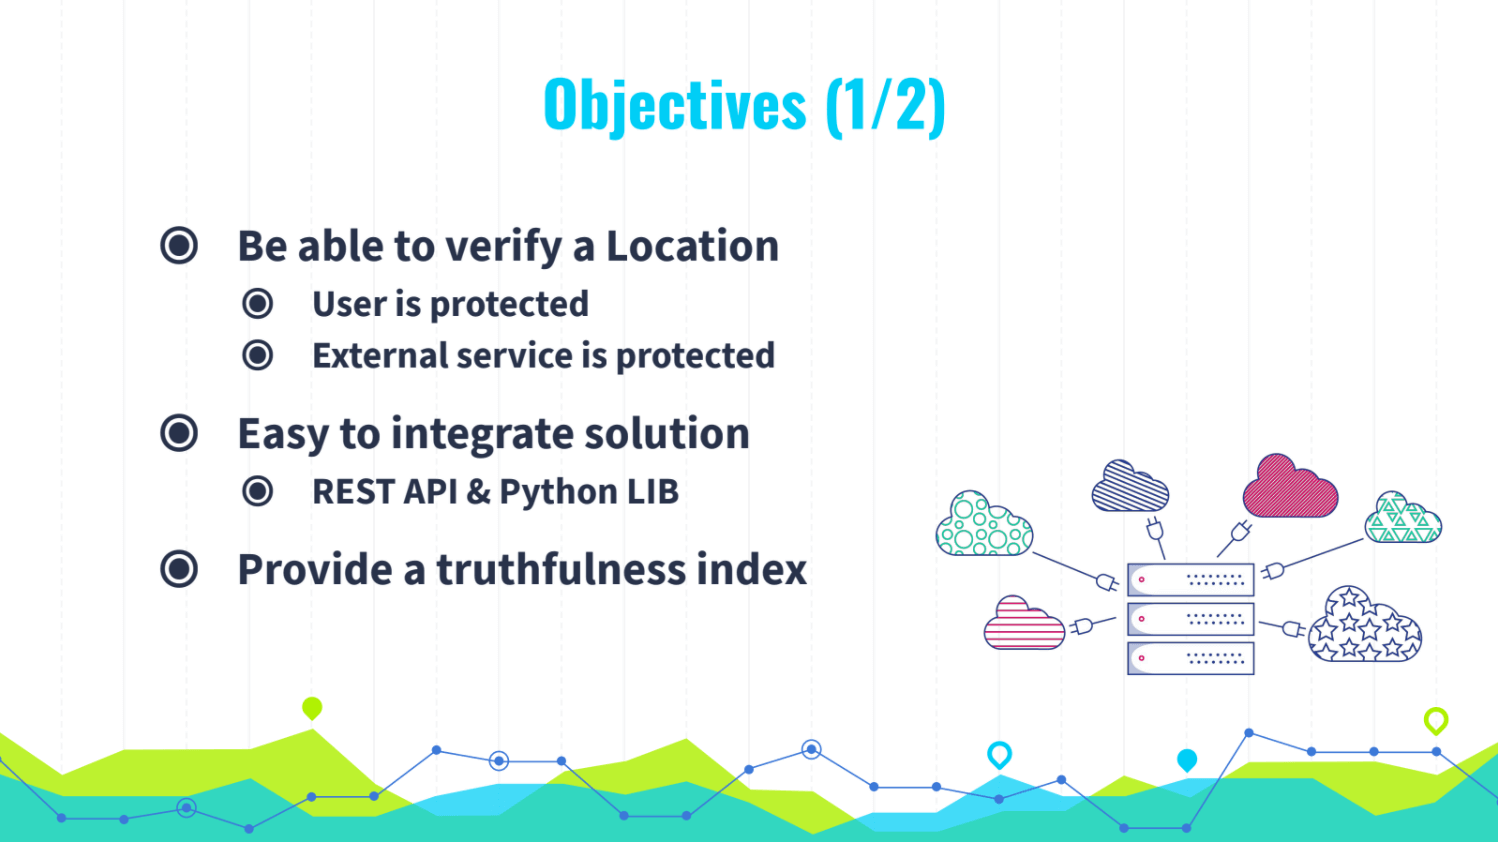 Objectives (1/2)
Be able to verify a Location
User is protected
External service is protected
Easy to integrate solution
REST API & Python LIB
Provide a truthfulness index